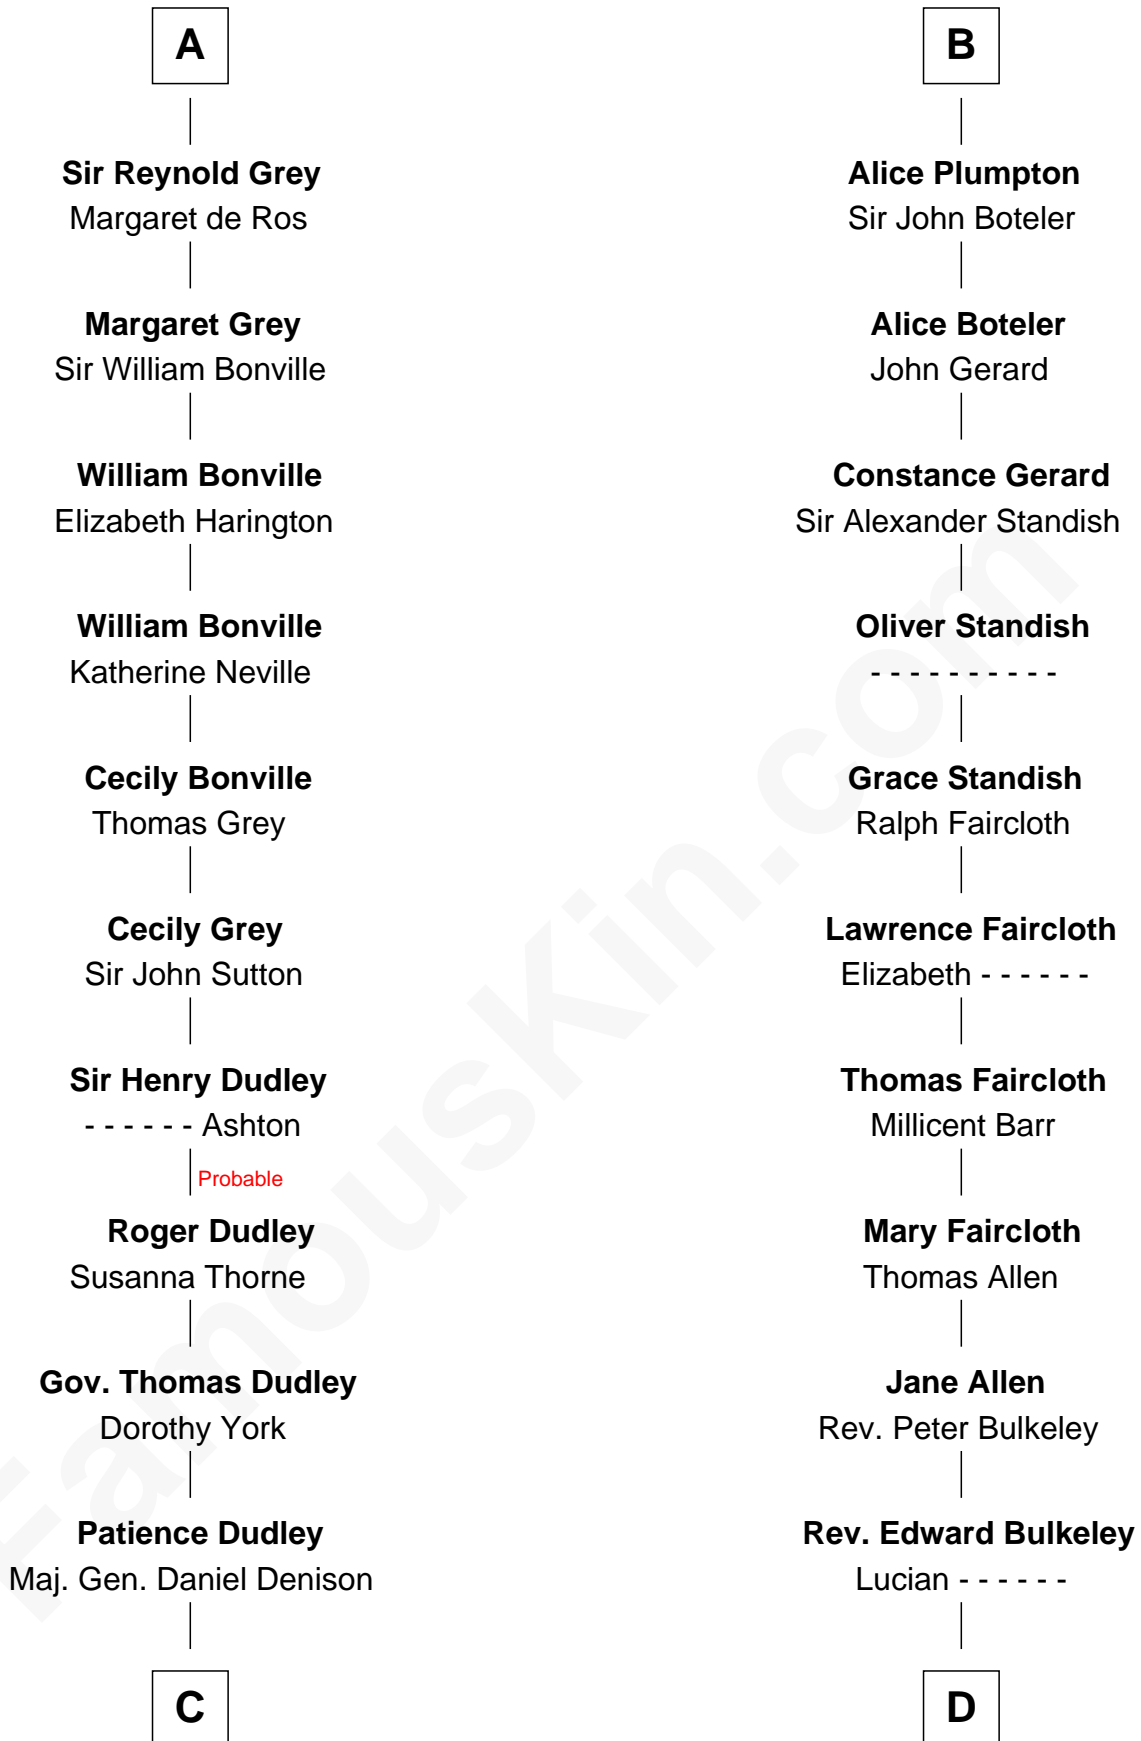 A
Sir Reynold Grey
Margaret de Ros
Margaret Grey
Sir William Bonville
William Bonville
Elizabeth Harington
William Bonville
Katherine Neville
Cecily Bonville
Thomas Grey
Cecily Grey
Sir John Sutton
Sir Henry Dudley
- - - - - - Ashton
Probable
Roger Dudley
Susanna Thorne
Gov. Thomas Dudley
Dorothy York
Patience Dudley
Maj. Gen. Daniel Denison
C
B
Alice Plumpton
Sir John Boteler
Alice Boteler
John Gerard
Constance Gerard
Sir Alexander Standish
Oliver Standish
- - - - - - - - - -
Grace Standish
Ralph Faircloth
Lawrence Faircloth
Elizabeth - - - - - -
Thomas Faircloth
Millicent Barr
Mary Faircloth
Thomas Allen
Jane Allen
Rev. Peter Bulkeley
Rev. Edward Bulkeley
Lucian - - - - - -
D
FamousKin.com